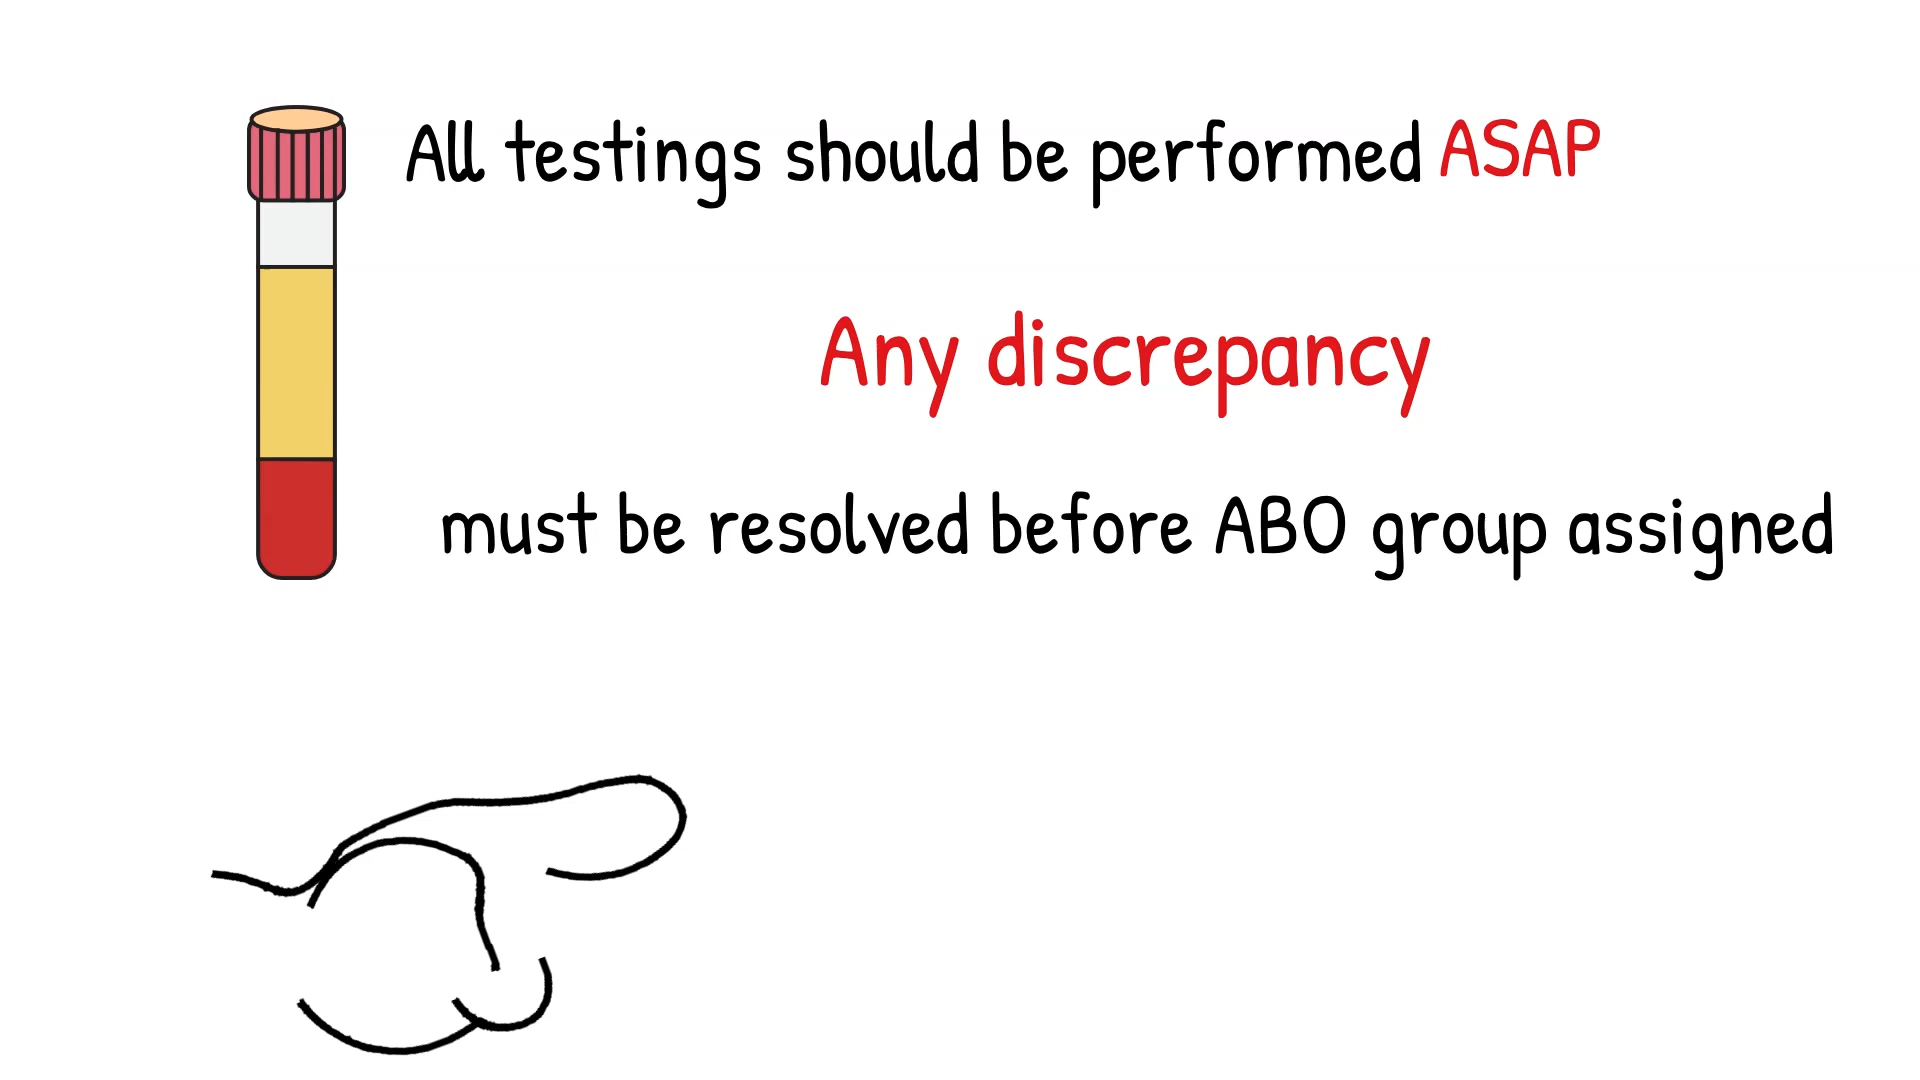 All testings should be performed ASAP
Any discrepancy
must be resolved before ABO group assigned